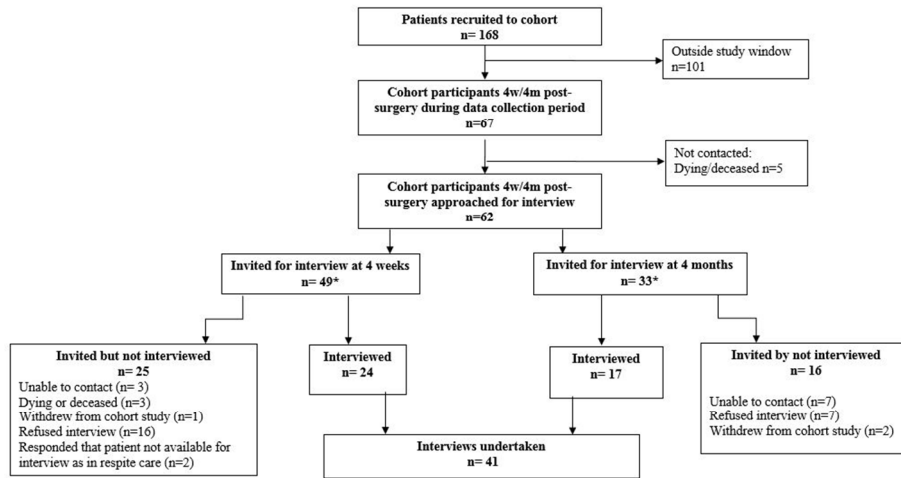 Patients recruited to cohort
n= 168
Outside study window
n=101
Cohort participants 4w/4m post-
surgery during data collection period
n=67
Not contacted:
Dying/deceased n=5
Cohort participants 4w/4m post-
surgery approached for interview
n=62
Invited for interview at 4 weeks
n= 49*
Invited for interview at 4 months
n= 33*
Invited but not interviewed
n= 25
Unable to contact (n= 3)
Dying or deceased (n=3)
Withdrew from cohort study (n=1)
Refused interview (n=16)
Responded that patient not available for
interview as in respite care (n=2)
Interviewed
n= 24
Interviewed
n= 17
Invited by not interviewed
n= 16
Unable to contact (n=7)
Refused interview (n=7)
Withdrew from cohort study (n=2)
Interviews undertaken
n= 41